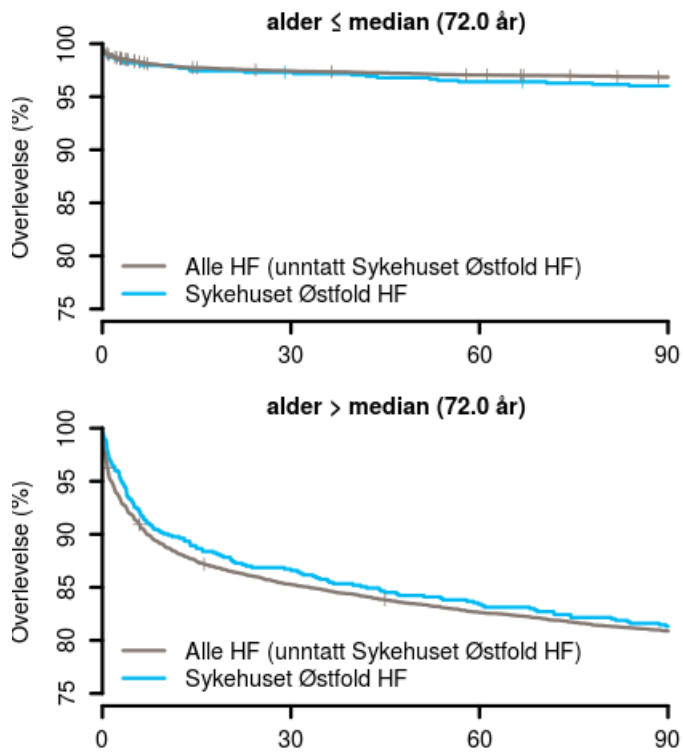 alder ≤ median (72.0 år)
Overlevelse (%)
100
95
90
85
80
75
Alle HF (unntatt Sykehuset Østfold HF)
Sykehuset Østfold HF
0 30 60 90
alder > median (72.0 år)
Overlevelse (%)
100
95
90
85
80
75
Alle HF (unntatt Sykehuset Østfold HF)
Sykehuset Østfold HF
0 30 60 90